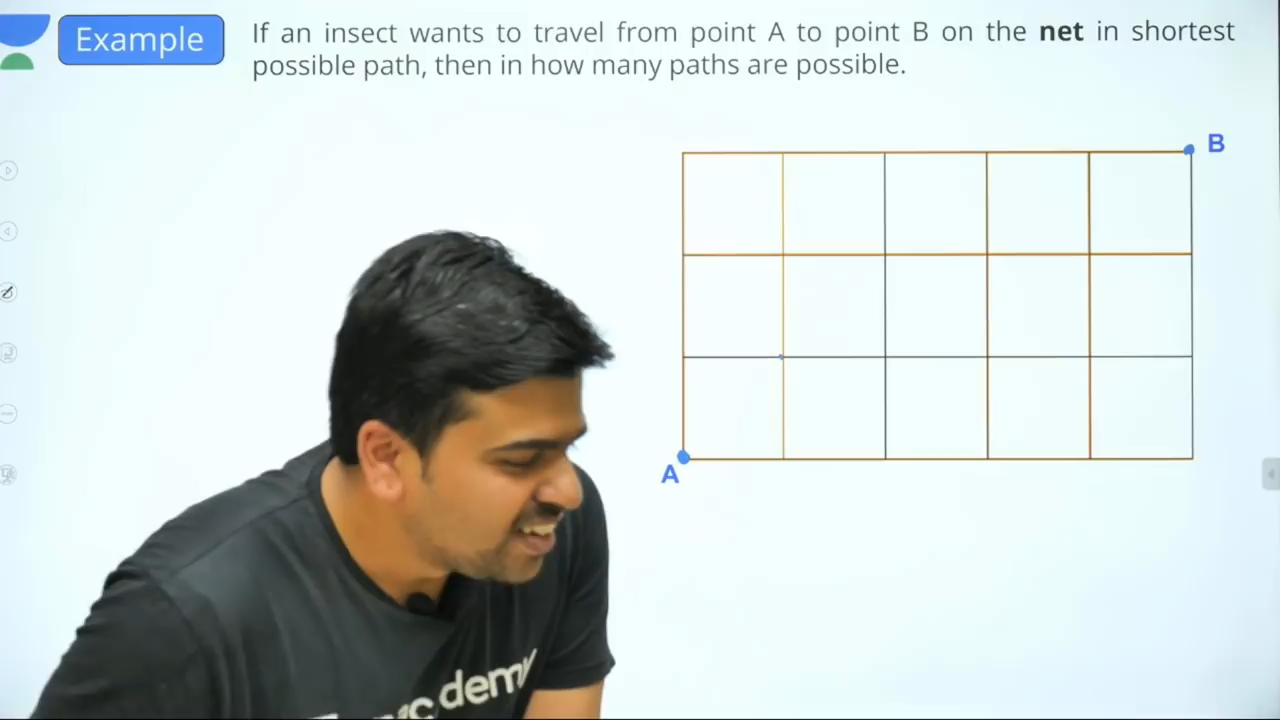 Example
If an insect wants to travel from point A to point B on the net in shortest
possible path, then in how many paths are possible.
B
A